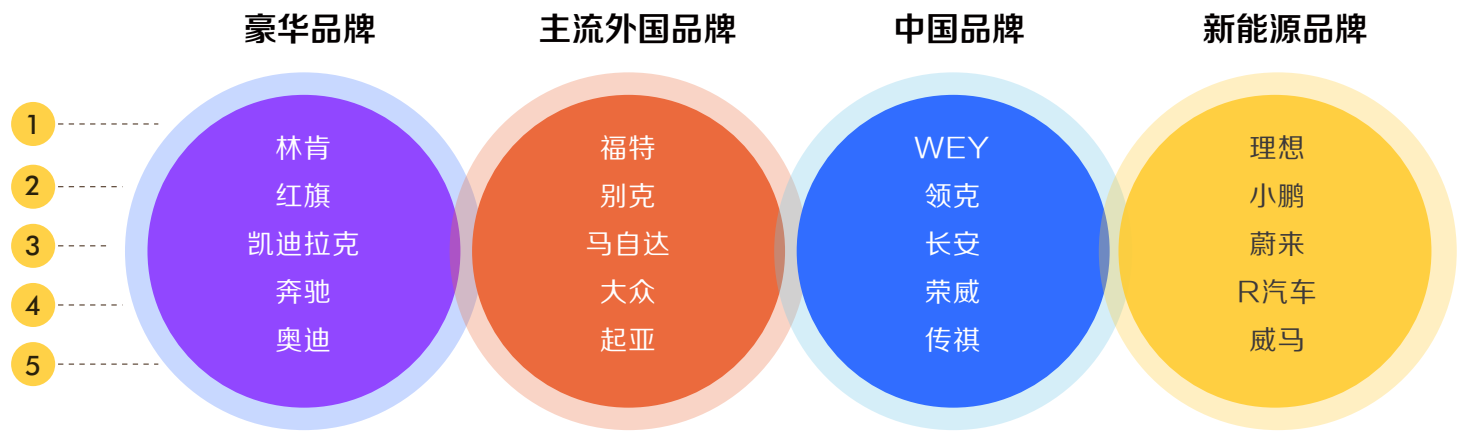 豪华品牌 主流外国品牌 中国品牌 新能源品牌
1 林肯 福特 WEY 理想
2 红旗 别克 领克 小鹏
3 凯迪拉克 马自达 长安 蔚来
4 奔驰 大众 荣威 R汽车
5 奥迪 起亚 传祺 威马